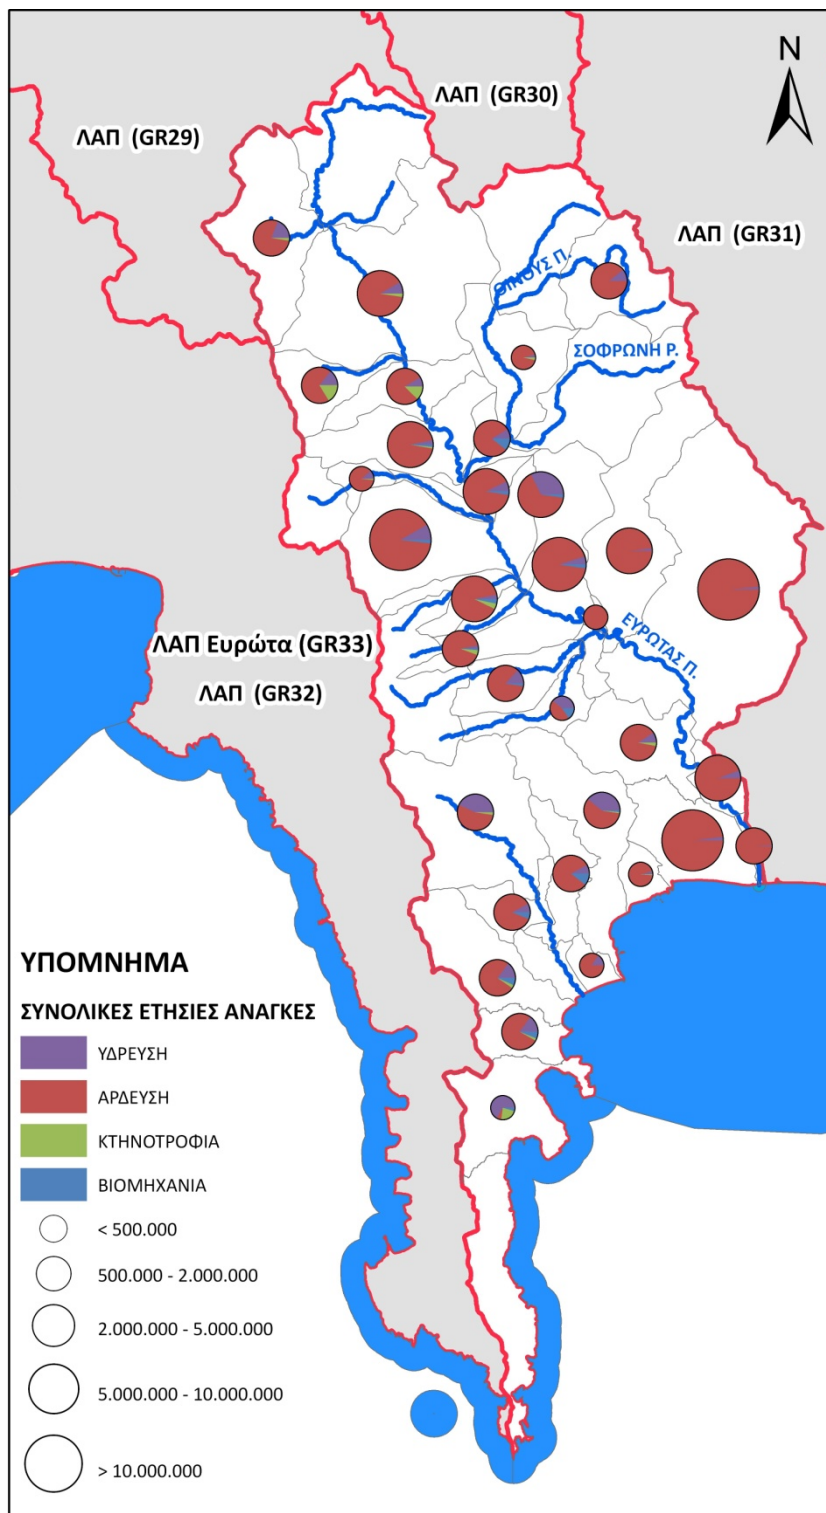 N
ΛΑΠ (GR30)
ΛΑΠ (GR29)
ΛΑΠ (GR31)
ΟΙΝΟΥΣ Π.
ΣΟΦΡΩΝΗ Ρ.
ΕΥΡΩΤΑΣ Π.
ΛΑΠ Ευρώτα (GR33)
ΛΑΠ (GR32)
ΥΠΟΜΝΗΜΑ
ΣΥΝΟΛΙΚΕΣ ΕΤΗΣΙΕΣ ΑΝΑΓΚΕΣ
ΥΔΡΕΥΣΗ
ΑΡΔΕΥΣΗ
ΚΤΗΝΟΤΡΟΦΙΑ
ΒΙΟΜΗΧΑΝΙΑ
< 500.000
500.000 - 2.000.000
2.000.000 - 5.000.000
5.000.000 - 10.000.000
> 10.000.000